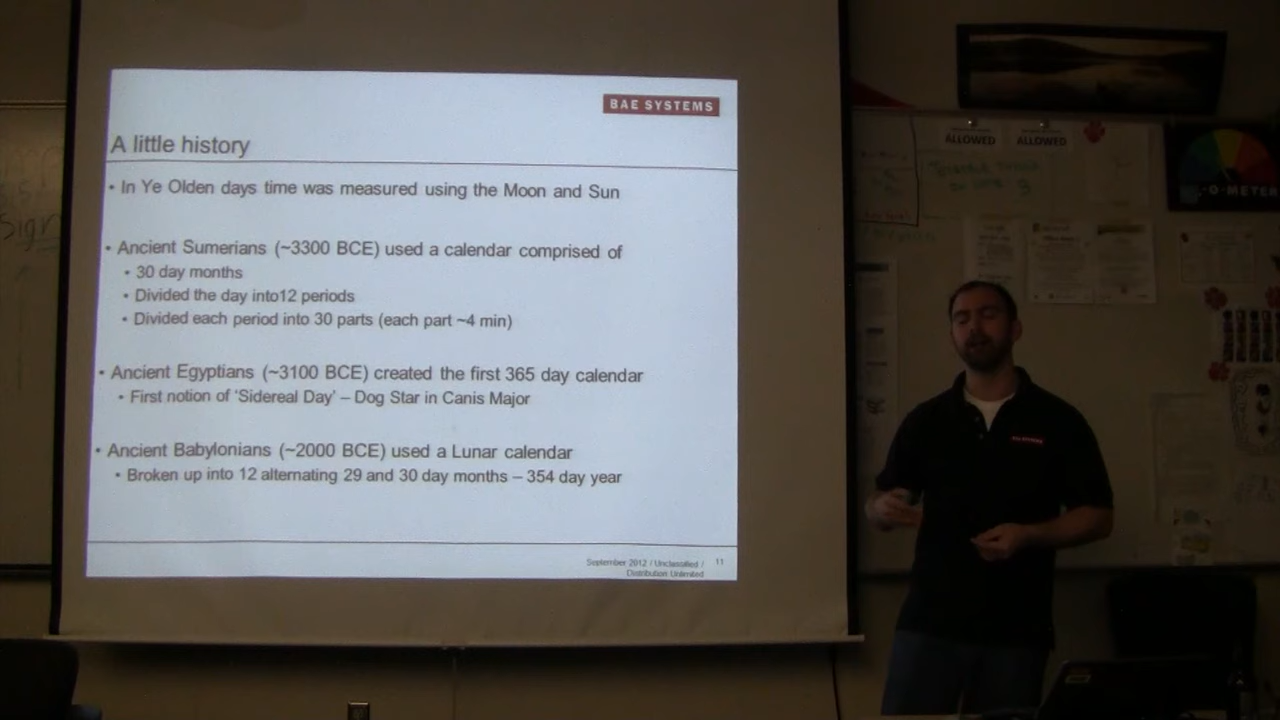 BAE SYSTEMS
A little history
• In Ye Olden days time was measured using the Moon and Sun
• Ancient Sumerians (~3300 BCE) used a calendar comprised of
• 30 day months
• Divided the day into12 periods
• Divided each period into 30 parts (each part ~4 min)
• Ancient Egyptians (~3100 BCE) created the first 365 day calendar
• First notion of 'Sidereal Day' – Dog Star in Canis Major
• Ancient Babylonians (~2000 BCE) used a Lunar calendar
• Broken up into 12 alternating 29 and 30 day months – 354 day year
September 2012 / Unclassified /
Distribution Unlimited
11
ALLOWED
ALLOWED
-O-METER
Sign
BAE SYSTEMS